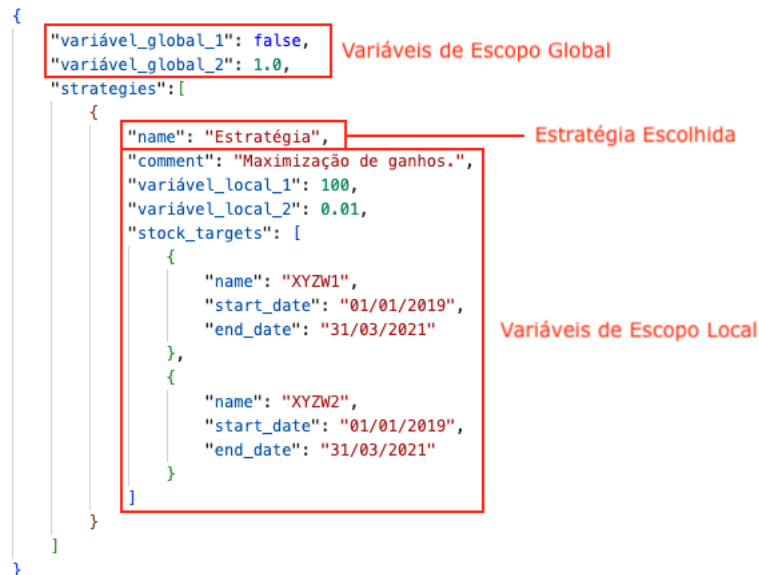 {
"variável_global_1": false,
"variável_global_2": 1.0,
Variáveis de Escopo Global
"strategies":[
{
"name": "Estratégia",
Estratégia Escolhida
"comment": "Maximização de ganhos.",
"variável_local_1": 100,
"variável_local_2": 0.01,
"stock_targets": [
{
"name": "XYZW1",
"start_date": "01/01/2019",
"end_date": "31/03/2021"
Variáveis de Escopo Local
},
{
"name": "XYZW2",
"start_date": "01/01/2019",
"end_date": "31/03/2021"
}
]
}
]
}